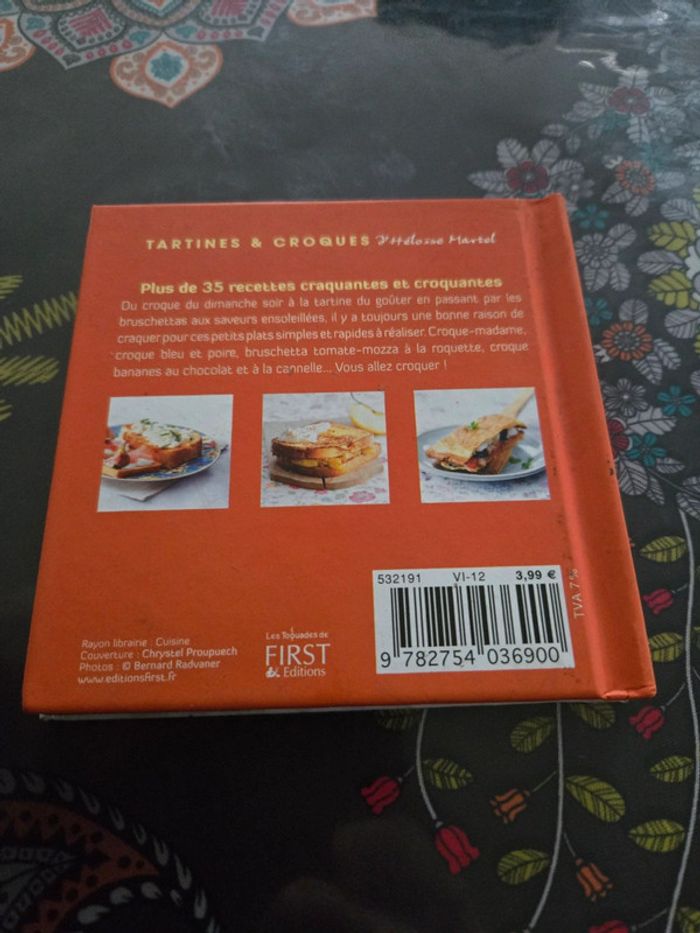 TARTINES & CROQUES d'Héloïse Martel
Plus de 35 recettes craquantes et croquantes
Du croque du dimanche soir à la tartine du goûter en passant par les
bruschettas aux saveurs ensoleillées, il y a toujours une bonne raison de
craquer pour ces petits plats simples et rapides à réaliser. Croque-madame,
croque bleu et poire, bruschetta tomate-mozza à la roquette, croque
bananes au chocolat et à la cannelle... Vous allez croquer !
532191 VI-12 3,99 €
9 782754 036900
TVA 7%
Rayon librairie : Cuisine
Couverture : Chrystel Proupuech
Photos : © Bernard Radvaner
www.editionsfirst.fr
Les Toquades de
FIRST
Editions